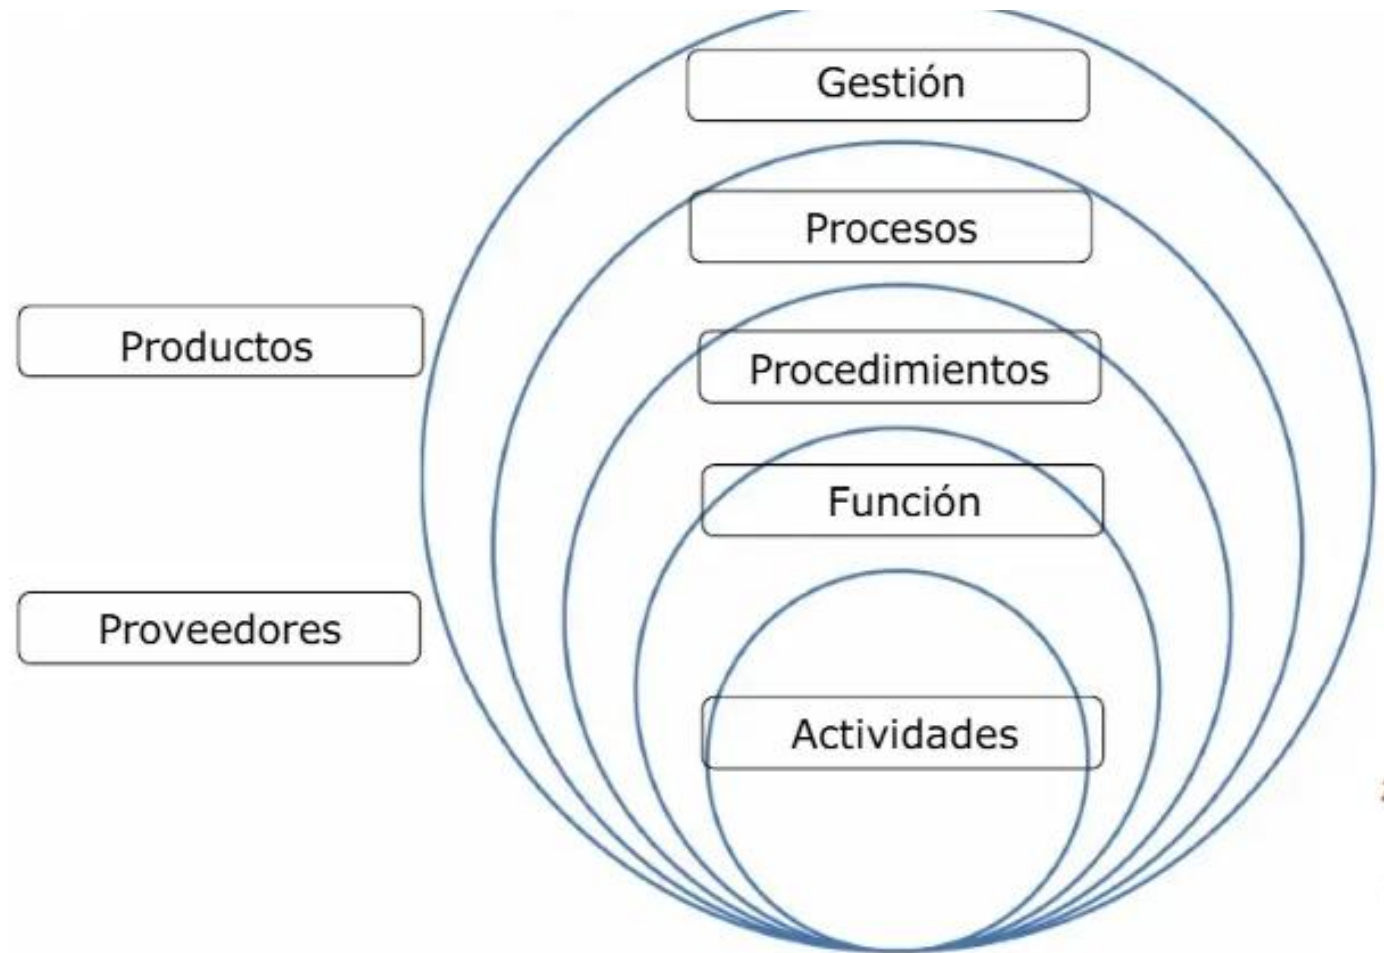 Gestión
Procesos
Productos
Procedimientos
Función
Proveedores
Actividades